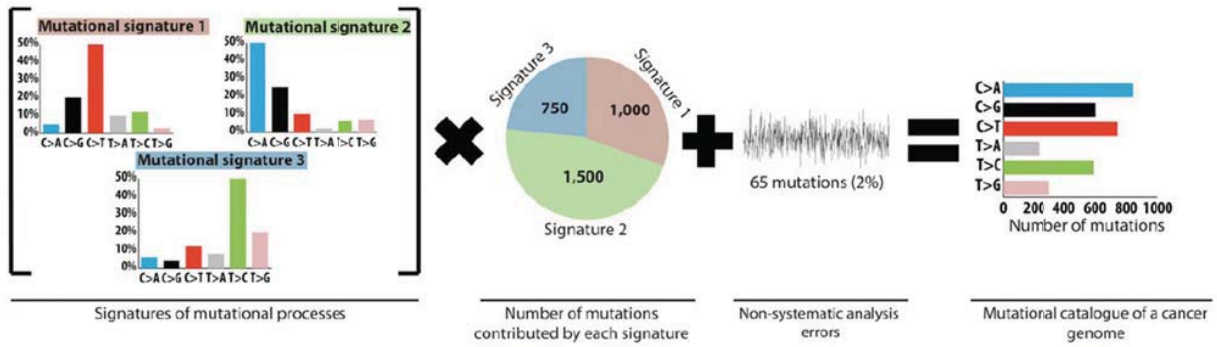 Mutational signature 1
50%
40%
30%
20%
10%
0%
C>A C>G C>T T>A T>C T>G
Mutational signature 2
50%
40%
30%
20%
10%
0%
C>A C>G C>T T>A T>C T>G
Mutational signature 3
50%
40%
30%
20%
10%
0%
C>A C>G C>T T>A T>C T>G
Signatures of mutational processes
Signature 3
Signature 1
750
1,000
1,500
Signature 2
Number of mutations
contributed by each signature
65 mutations (2%)
Non-systematic analysis
errors
C>A
C>G
C>T
T>A
T>C
T>G
0 200 400 600 800 1000
Number of mutations
Mutational catalogue of a cancer
genome